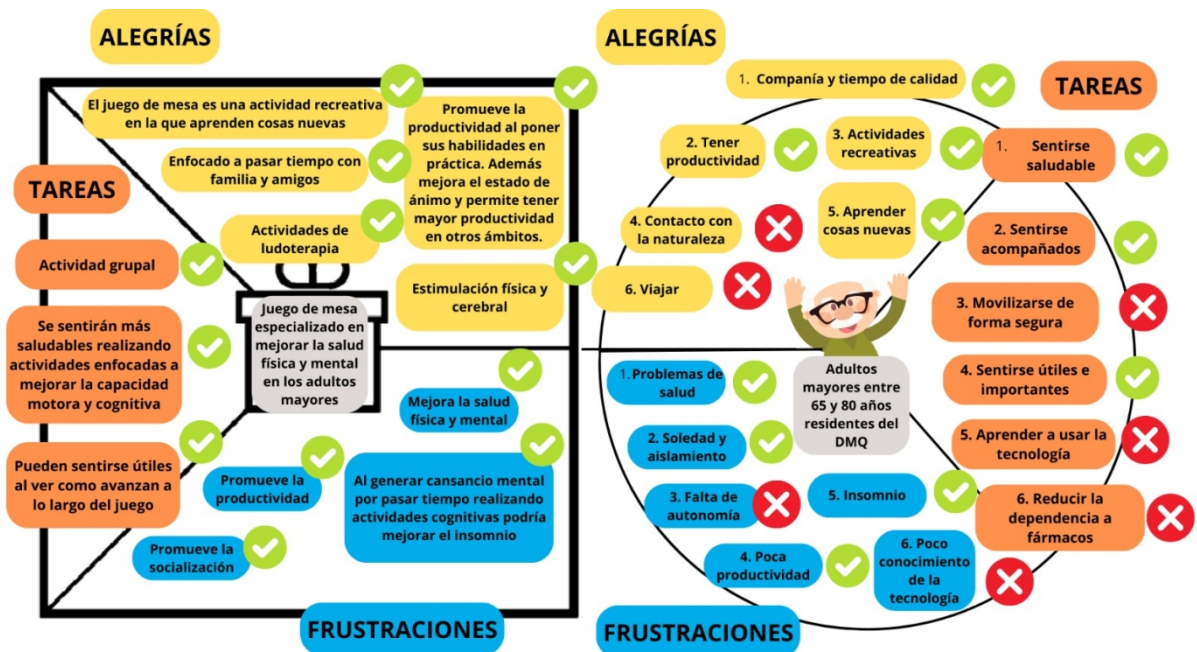 ALEGRÍAS
El juego de mesa es una actividad recreativa
en la que aprenden cosas nuevas
Promueve la
productividad al poner
sus habilidades en
práctica. Además
mejora el estado de
ánimo y permite tener
mayor productividad
en otros ámbitos.
Enfocado a pasar tiempo con
familia y amigos
Actividades de
ludoterapia
Estimulación física y
cerebral
TAREAS
Actividad grupal
Se sentirán más
saludables realizando
actividades enfocadas a
mejorar la capacidad
motora y cognitiva
Pueden sentirse útiles
al ver como avanzan a
lo largo del juego
Juego de mesa
especializado en
mejorar la salud
física y mental
en los adultos
mayores
Mejora la salud
física y mental
Promueve la
productividad
Al generar cansancio mental
por pasar tiempo realizando
actividades cognitivas podría
mejorar el insomnio
Promueve la
socialización
FRUSTRACIONES
ALEGRÍAS
1. Compañía y tiempo de calidad
2. Tener
productividad
3. Actividades
recreativas
4. Contacto con
la naturaleza
5. Aprender
cosas nuevas
6. Viajar
TAREAS
1. Sentirse
saludable
2. Sentirse
acompañados
3. Movilizarse de
forma segura
4. Sentirse útiles e
importantes
5. Aprender a usar la
tecnología
6. Reducir la
dependencia a
fármacos
Adultos
mayores entre
65 y 80 años
residentes del
DMQ
1. Problemas de
salud
2. Soledad y
aislamiento
3. Falta de
autonomía
5. Insomnio
4. Poca
productividad
6. Poco
conocimiento
de la
tecnología
FRUSTRACIONES